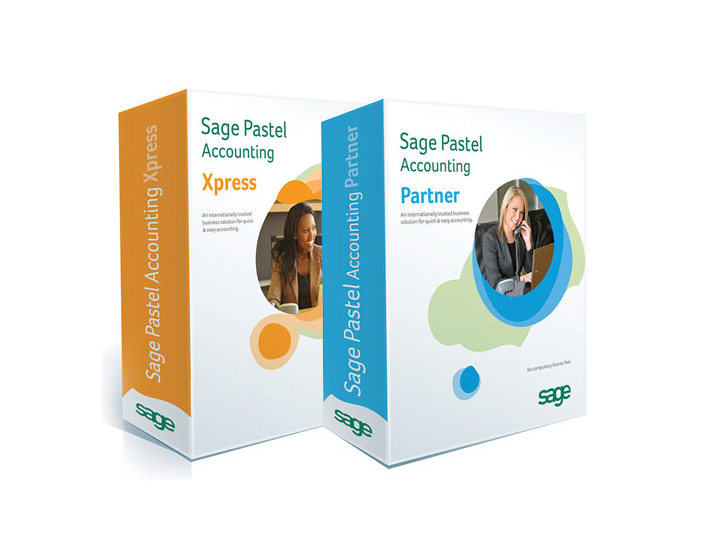 Sage Pastel Accounting Xpress
sage
Sage Pastel
Accounting
Xpress
An internationally trusted
business solution for quick
& easy accounting.
Sage Pastel Accounting Partner
sage
Sage Pastel
Accounting
Partner
An internationally trusted business
solution for quick & easy accounting.
No compulsory license fees
sage